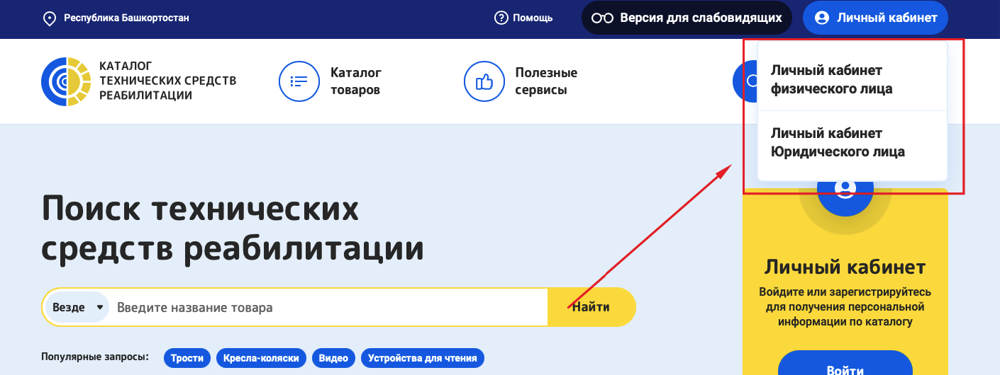 Республика Башкортостан
Помощь
Версия для слабовидящих
Личный кабинет
КАТАЛОГ
ТЕХНИЧЕСКИХ СРЕДСТВ
РЕАБИЛИТАЦИИ
Каталог
товаров
Полезные
сервисы
Личный кабинет
физического лица
Личный кабинет
Юридического лица
Поиск технических
средств реабилитации
Везде
Введите название товара
Найти
Популярные запросы:
Трости
Кресла-коляски
Видео
Устройства для чтения
Личный кабинет
Войдите или зарегистрируйтесь
для получения персональной
информации по каталогу
Войти